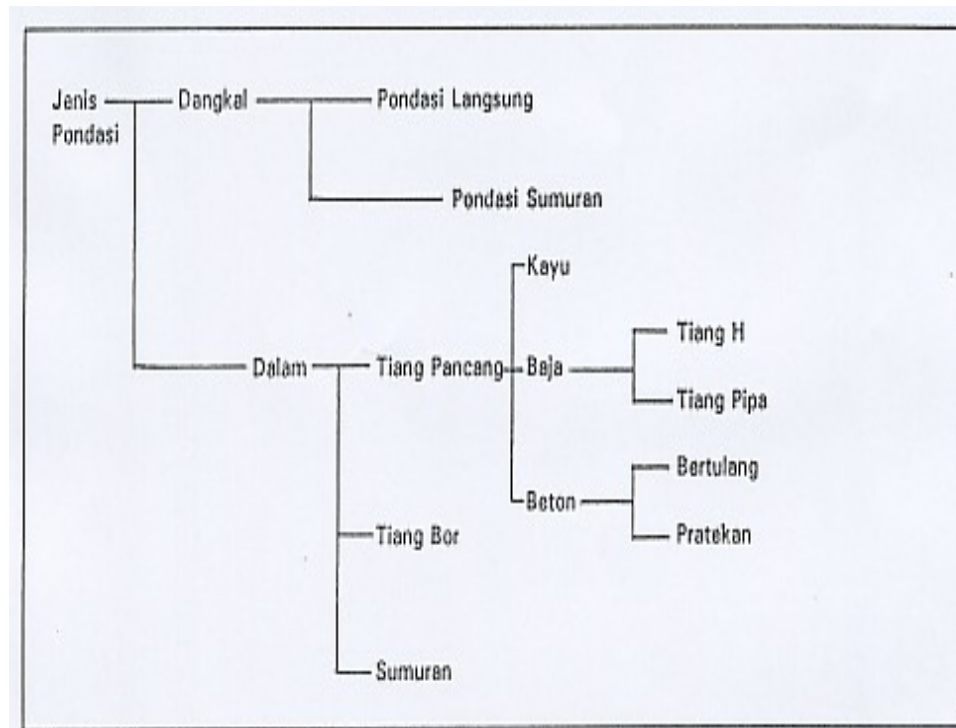 Jenis Pondasi
Dangkal
Pondasi Langsung
Pondasi Sumuran
Dalam
Tiang Pancang
Kayu
Baja
Tiang H
Tiang Pipa
Beton
Bertulang
Pratekan
Tiang Bor
Sumuran